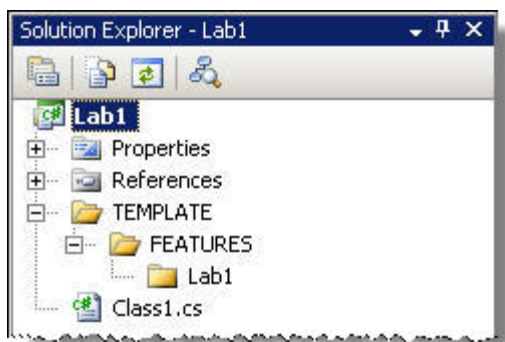 Solution Explorer - Lab1
Lab1
Properties
References
TEMPLATE
FEATURES
Lab1
Class1.cs